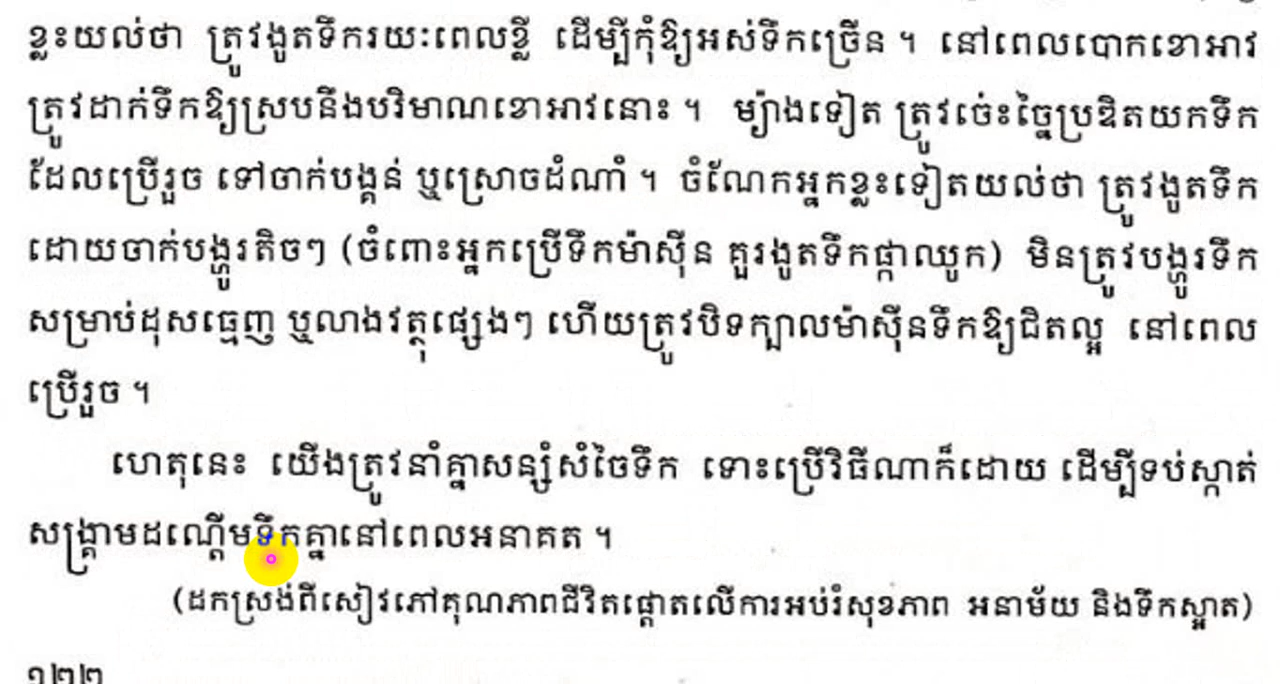 ខ្លះយល់ថា ត្រូវងូតទឹករយៈពេលខ្លី ដើម្បីកុំឱ្យអស់ទឹកច្រើន ។ នៅពេលបោកខោអាវ
ត្រូវដាក់ទឹកឱ្យស្របនឹងបរិមាណខោអាវនោះ ។ ម្យ៉ាងទៀត ត្រូវចេះច្នៃប្រឌិតយកទឹក
ដែលប្រើរួច ទៅចាក់បង្គន់ ឬស្រោចដំណាំ ។ ចំណែកអ្នកខ្លះទៀតយល់ថា ត្រូវងូតទឹក
ដោយចាក់បង្ហូរតិចៗ (ចំពោះអ្នកប្រើទឹកម៉ាស៊ីន គួរងូតទឹកផ្កាឈូក) មិនត្រូវបង្ហូរទឹក
សម្រាប់ដុសធ្មេញ ឬលាងវត្ថុផ្សេងៗ ហើយត្រូវបិទក្បាលម៉ាស៊ីនទឹកឱ្យជិតល្អ នៅពេល
ប្រើរួច ។
ហេតុនេះ យើងត្រូវនាំគ្នាសន្សំសំចៃទឹក ទោះប្រើវិធីណាក៏ដោយ ដើម្បីទប់ស្កាត់
សង្គ្រាមដណ្ដើមទឹកគ្នានៅពេលអនាគត ។
(ដកស្រង់ពីសៀវភៅគុណភាពជីវិតផ្ដោតលើការអប់រំសុខភាព អនាម័យ និងទឹកស្អាត)
១២២